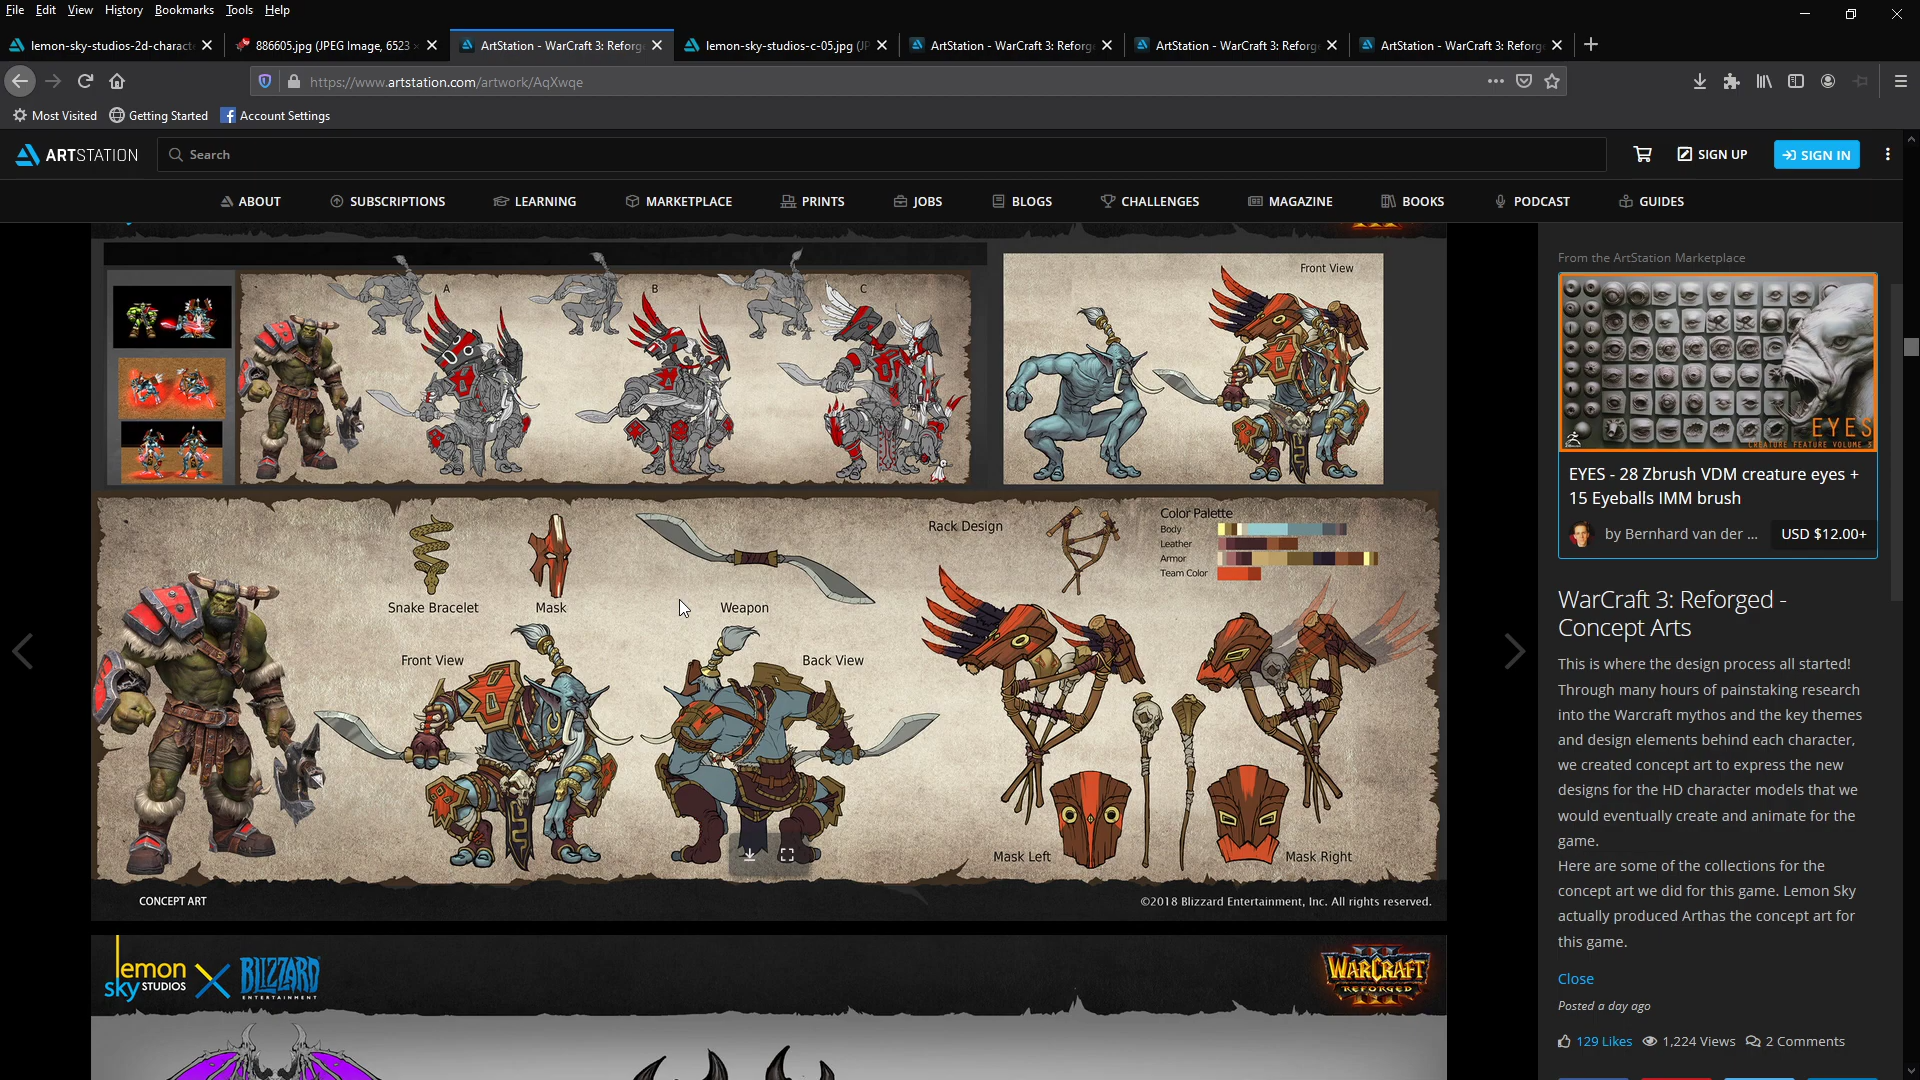 File Edit View History Bookmarks Tools Help
lemon-sky-studios-2d-charact
886605.jpg (JPEG Image, 6523
ArtStation - WarCraft 3: Reforg
lemon-sky-studios-c-05.jpg (JP
ArtStation - WarCraft 3: Reforg
ArtStation - WarCraft 3: Reforg
ArtStation - WarCraft 3: Reforg
https://www.artstation.com/artwork/AqXwqe
Most Visited Getting Started Account Settings
ARTSTATION
Search
SIGN UP
SIGN IN
ABOUT SUBSCRIPTIONS LEARNING MARKETPLACE PRINTS JOBS BLOGS CHALLENGES MAGAZINE BOOKS PODCAST GUIDES
A B C
Front View
Snake Bracelet
Mask
Weapon
Rack Design
Color Palette
Body
Leather
Armor
Team Color
Front View
Back View
Mask Left
Mask Right
CONCEPT ART
©2018 Blizzard Entertainment, Inc. All rights reserved.
lemon
sky STUDIOS
X
BLIZZARD
ENTERTAINMENT
WARCRAFT
III
REFORGED
From the ArtStation Marketplace
EYES
CREATURE FEATURE VOLUME 3
EYES - 28 Zbrush VDM creature eyes +
15 Eyeballs IMM brush
by Bernhard van der ...
USD $12.00+
WarCraft 3: Reforged -
Concept Arts
This is where the design process all started!
Through many hours of painstaking research
into the Warcraft mythos and the key themes
and design elements behind each character,
we created concept art to express the new
designs for the HD character models that we
would eventually create and animate for the
game.
Here are some of the collections for the
concept art we did for this game. Lemon Sky
actually produced Arthas the concept art for
this game.
Close
Posted a day ago
129 Likes 1,224 Views 2 Comments